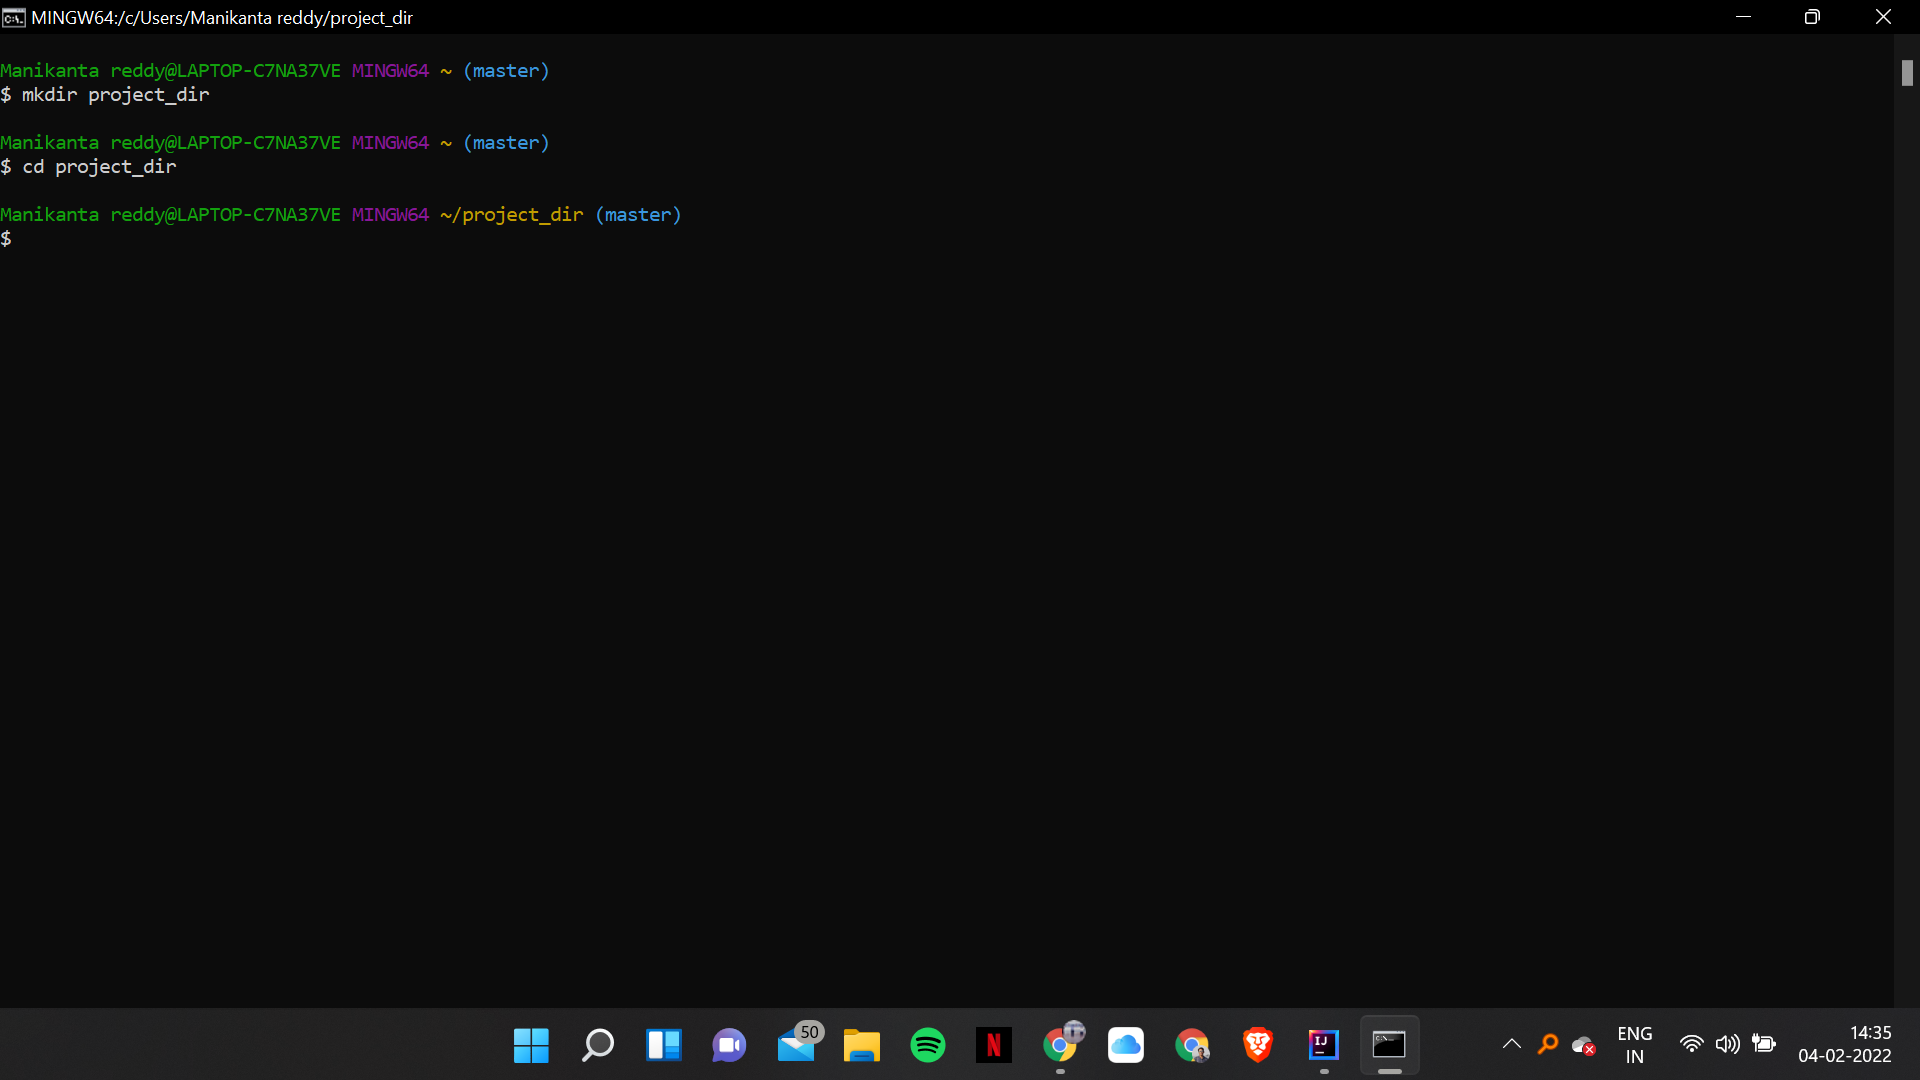 MINGW64:/c/Users/Manikanta reddy/project_dir
Manikanta reddy@LAPTOP-C7NA37VE MINGW64 ~ (master)
$ mkdir project_dir
Manikanta reddy@LAPTOP-C7NA37VE MINGW64 ~ (master)
$ cd project_dir
Manikanta reddy@LAPTOP-C7NA37VE MINGW64 ~/project_dir (master)
$
50
N
IJ
ENG
IN
14:35
04-02-2022